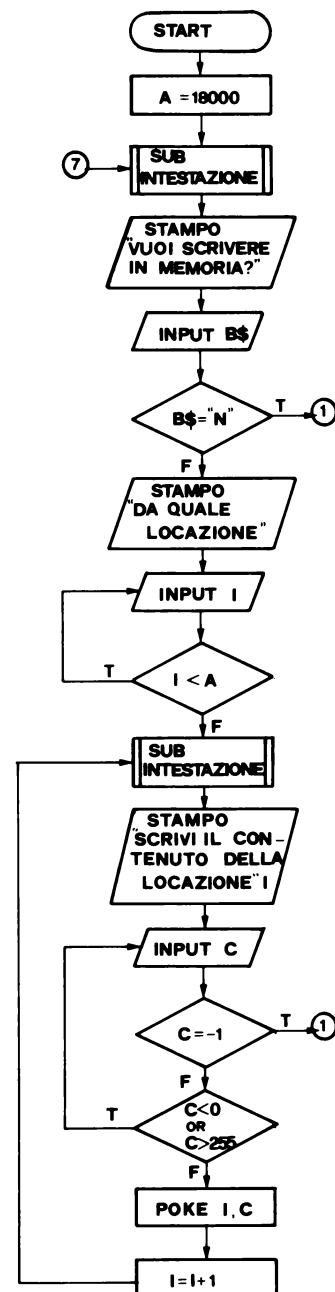 START
A = 18000
7
SUB
INTESTAZIONE
STAMPO
"VUOI SCRIVERE
IN MEMORIA?"
INPUT B$
B$="N"
T
1
F
STAMPO
"DA QUALE
LOCAZIONE"
INPUT I
I < A
T
F
SUB
INTESTAZIONE
STAMPO
"SCRIVI IL CON-
TENUTO DELLA
LOCAZIONE" I
INPUT C
C=-1
T
1
F
C<0
OR
C>255
T
F
POKE I,C
I=I+1